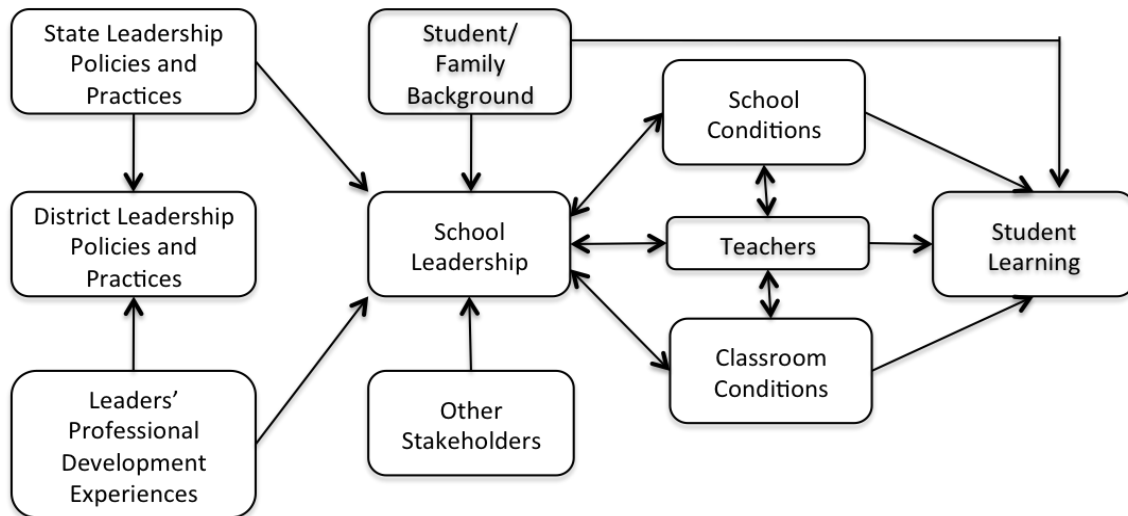 State Leadership
Policies and
Practices
Student/
Family
Background
School
Conditions
District Leadership
Policies and
Practices
School
Leadership
Teachers
Student
Learning
Leaders’
Professional
Development
Experiences
Other
Stakeholders
Classroom
Conditions